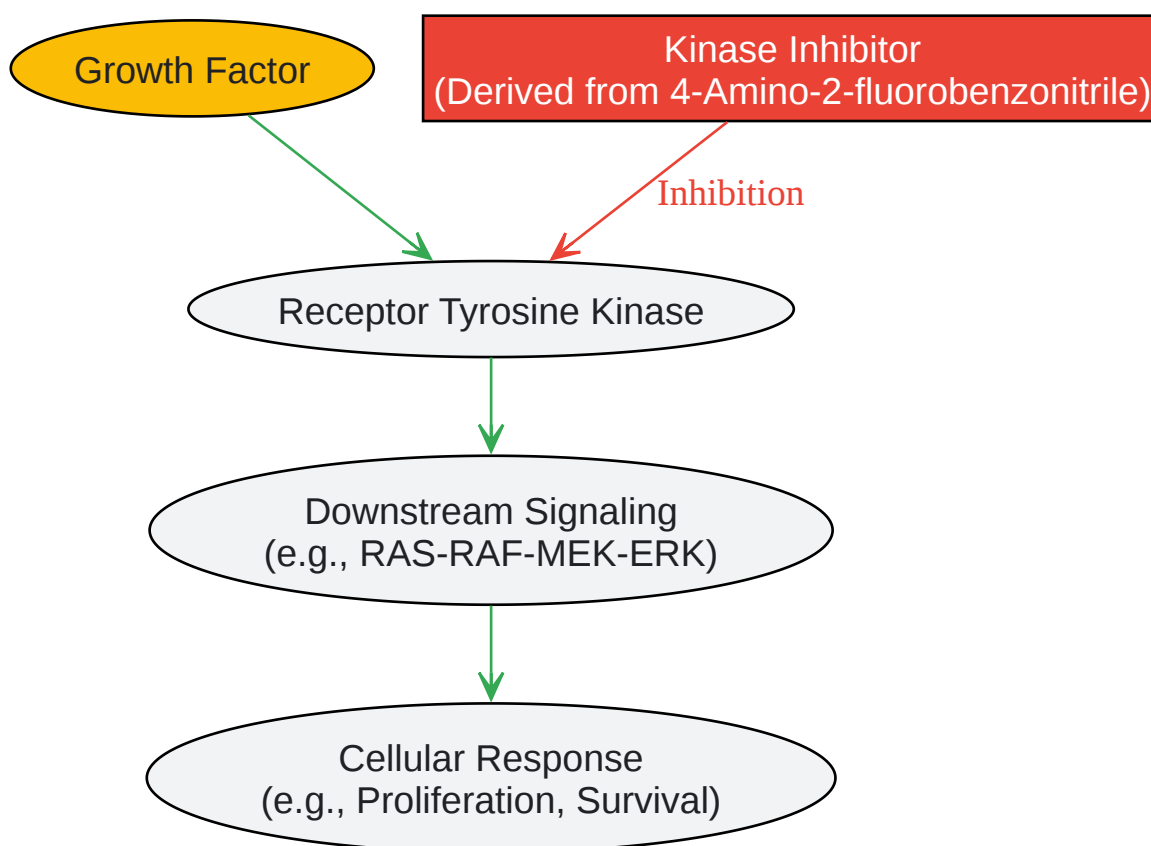 Growth Factor
Kinase Inhibitor
(Derived from 4-Amino-2-fluorobenzonitrile)
Inhibition
Receptor Tyrosine Kinase
Downstream Signaling
(e.g., RAS-RAF-MEK-ERK)
Cellular Response
(e.g., Proliferation, Survival)